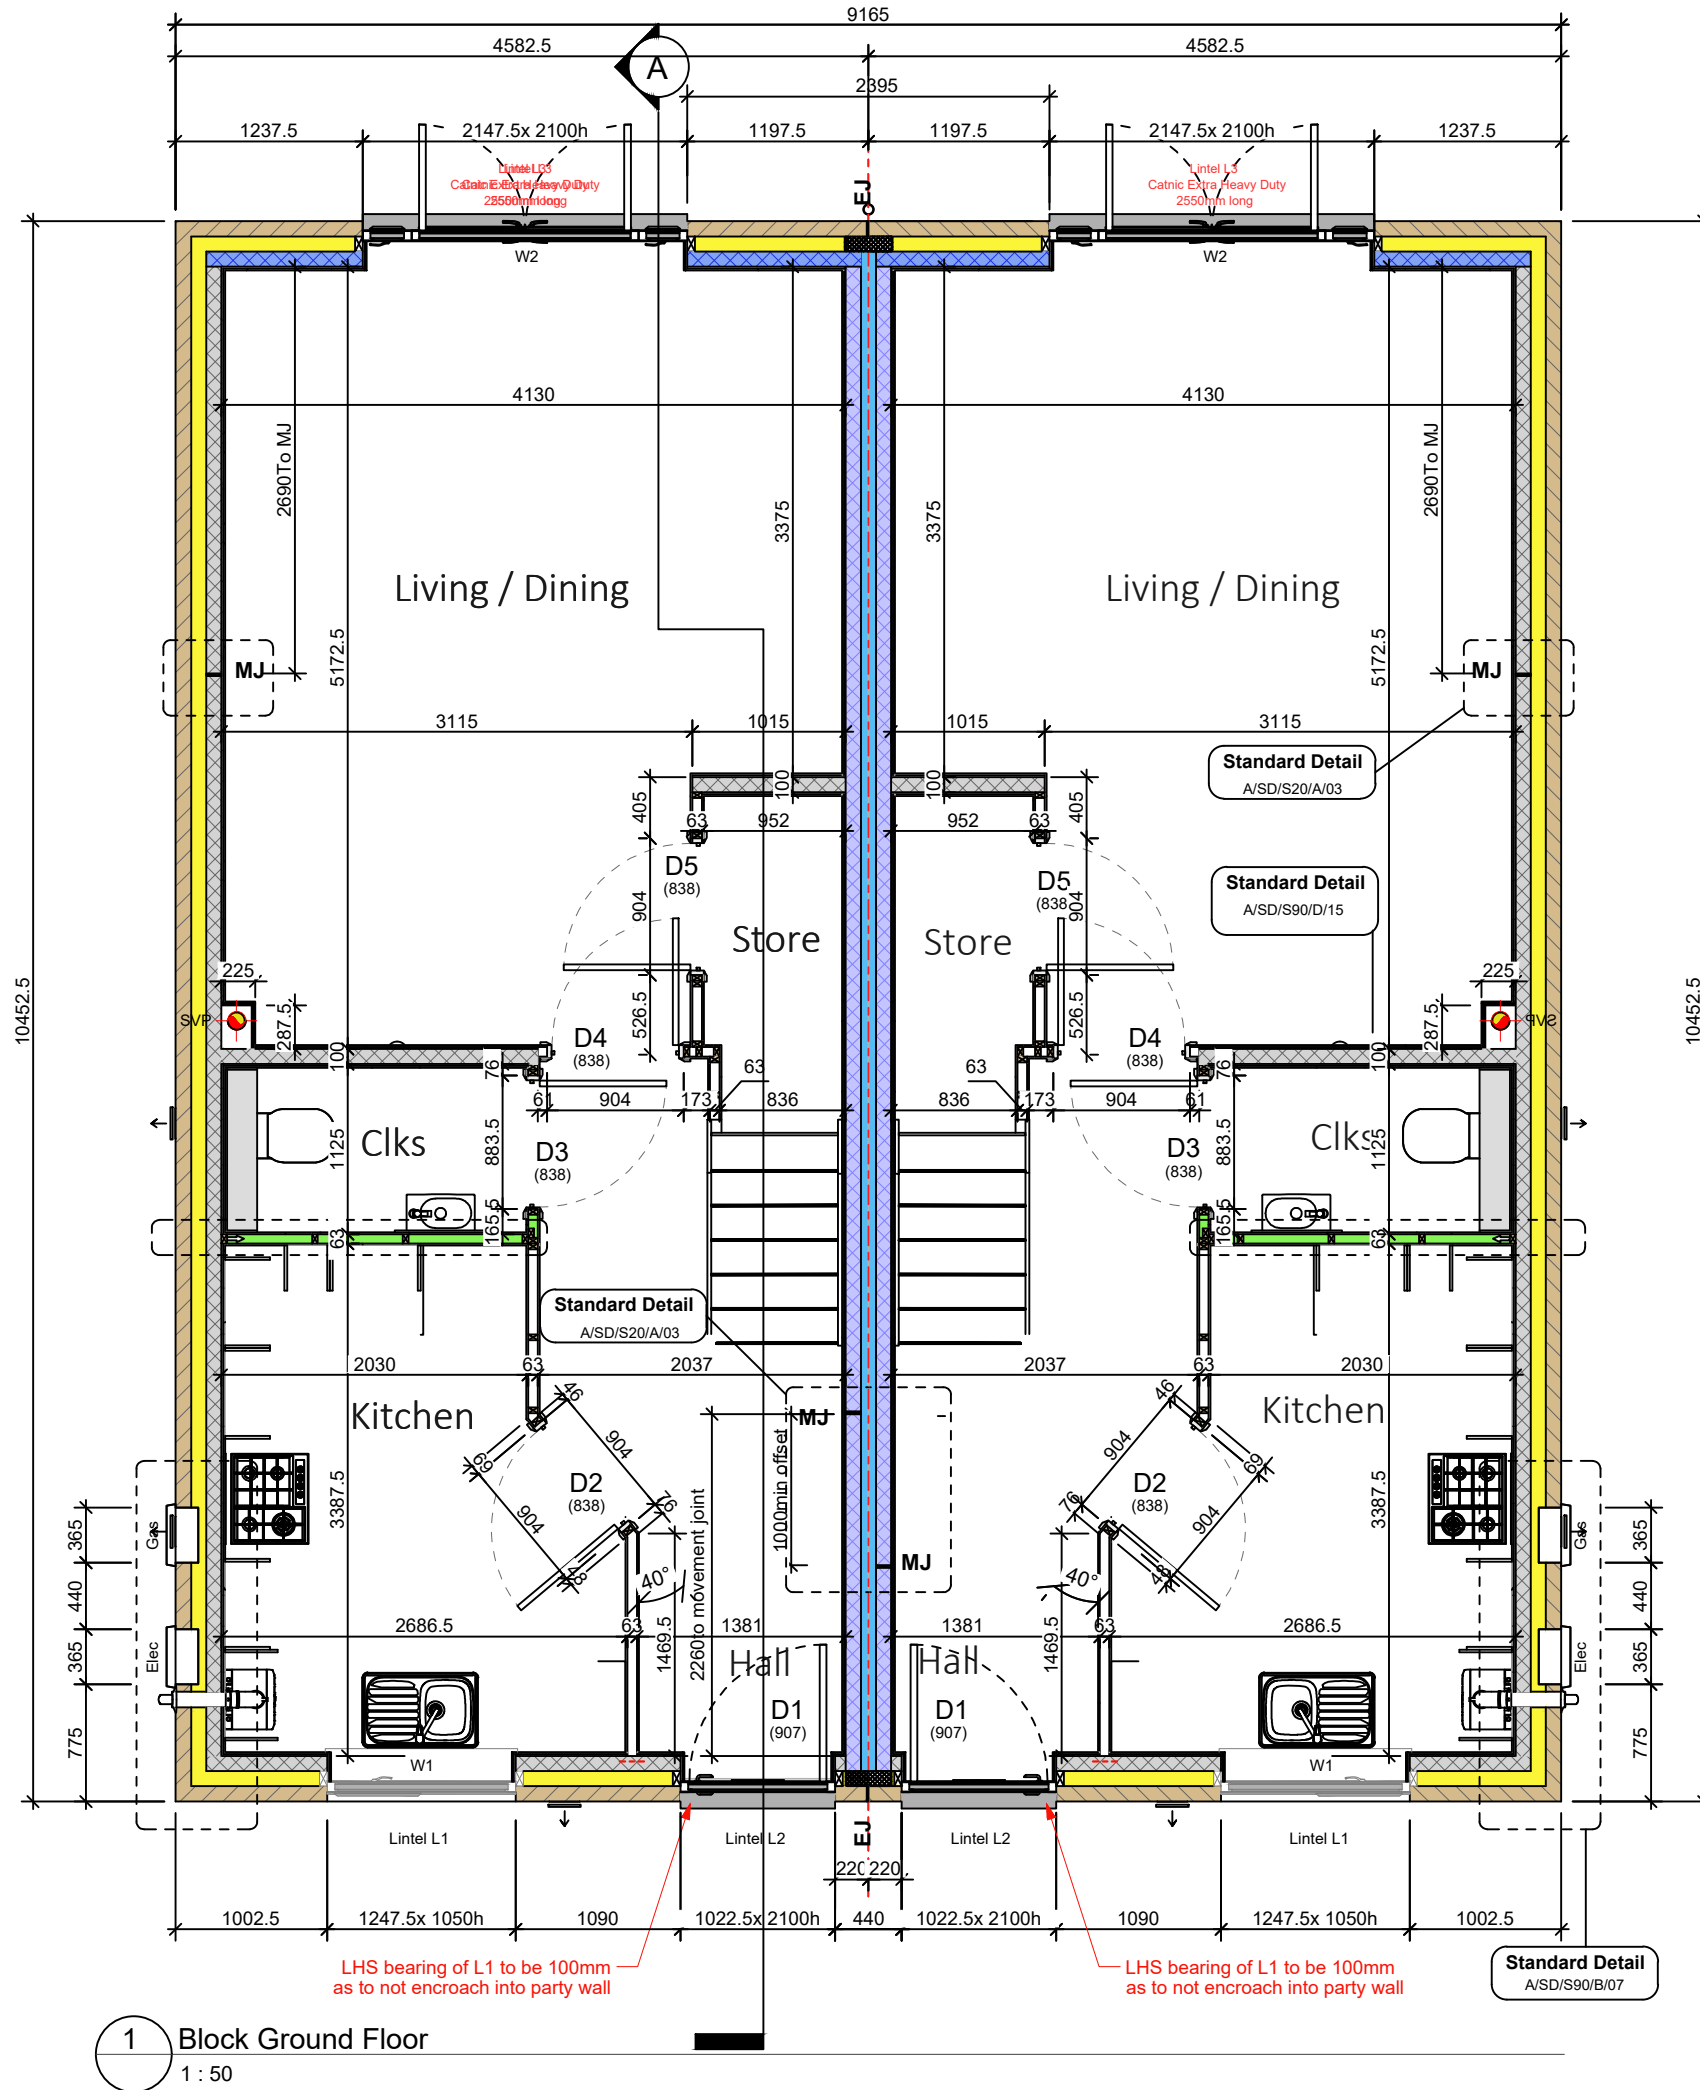 9165
4582.5
4582.5
A
2395
1237.5
2147.5x 2100h
1197.5
1197.5
2147.5x 2100h
1237.5
Lintel L3
Catnic Extra Heavy Duty
2550mm long
Lintel L3
Catnic Extra Heavy Duty
2550mm long
EJ
W2
W2
4130
4130
2690To MJ
5172.5
3375
3375
5172.5
2690To MJ
Living / Dining
Living / Dining
MJ
MJ
3115
1015
1015
3115
Standard Detail
A/SD/S20/A/03
405
100
100
405
63
952
952
63
D5
(838)
D5
(838
904
904
Standard Detail
A/SD/S90/D/15
Store
Store
225
225
10452.5
10452.5
SVP
287.5
526.5
526.5
287.5
SVP
D4
(838)
D4
(838)
100
76
63
63
76
100
61
904
173
836
836
173
904
61
Clks
1125
883.5
D3
(838)
D3
(838)
883.5
Clks
1125
165.5
165.5
63
63
Standard Detail
A/SD/S20/A/03
2030
63
2037
2037
63
2030
46
46
Kitchen
Kitchen
MJ
904
904
69
69
D2
(838)
D2
(838)
76
76
904
904
3387.5
3387.5
1000min offset
2260to movement joint
MJ
48
48
40°
40°
365
Gas
Gas
365
440
440
2686.5
63
1381
1381
63
2686.5
365
Elec
1469.5
1469.5
Elec
365
Hall
Hall
D1
(907)
D1
(907)
775
775
W1
W1
Lintel L1
Lintel L2
EJ
Lintel L2
Lintel L1
220
220
1002.5
1247.5x 1050h
1090
1022.5x 2100h
440
1022.5x 2100h
1090
1247.5x 1050h
1002.5
LHS bearing of L1 to be 100mm
as to not encroach into party wall
LHS bearing of L1 to be 100mm
as to not encroach into party wall
Standard Detail
A/SD/S90/B/07
1
Block Ground Floor
1 : 50